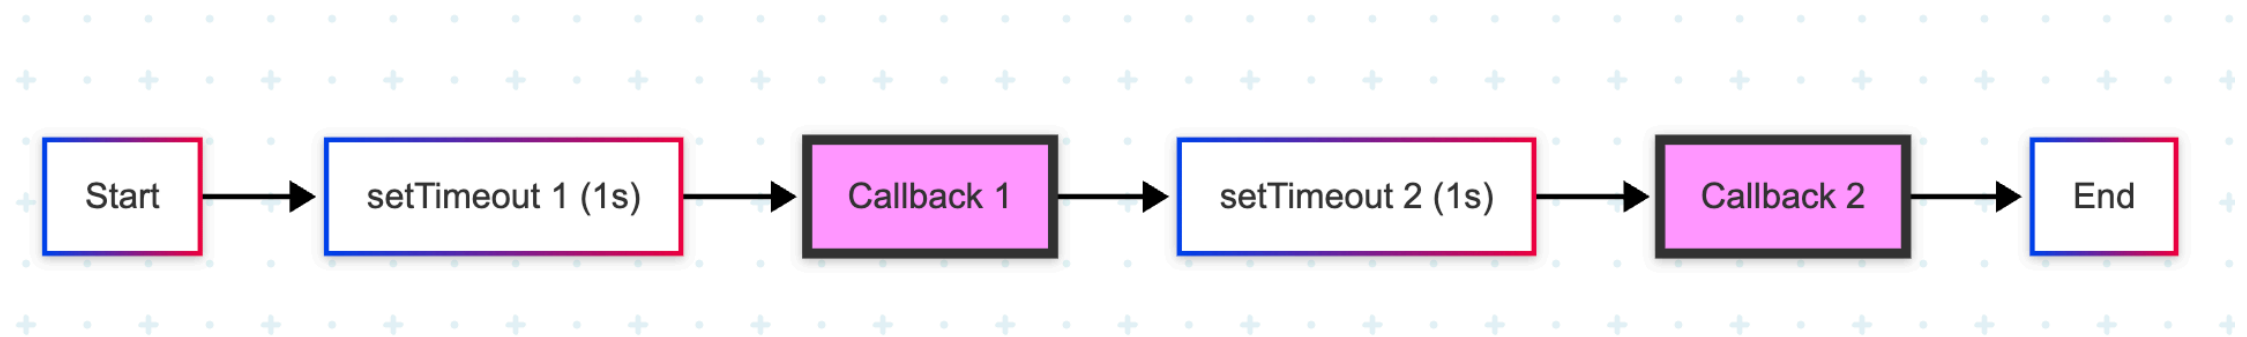 Start
setTimeout 1 (1s)
Callback 1
setTimeout 2 (1s)
Callback 2
End